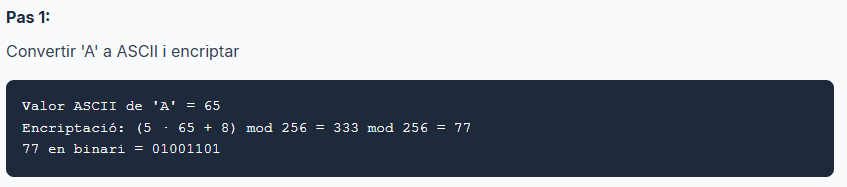 Pas 1:
Convertir 'A' a ASCII i encriptar
Valor ASCII de 'A' = 65
Encriptació: (5 · 65 + 8) mod 256 = 333 mod 256 = 77
77 en binari = 01001101